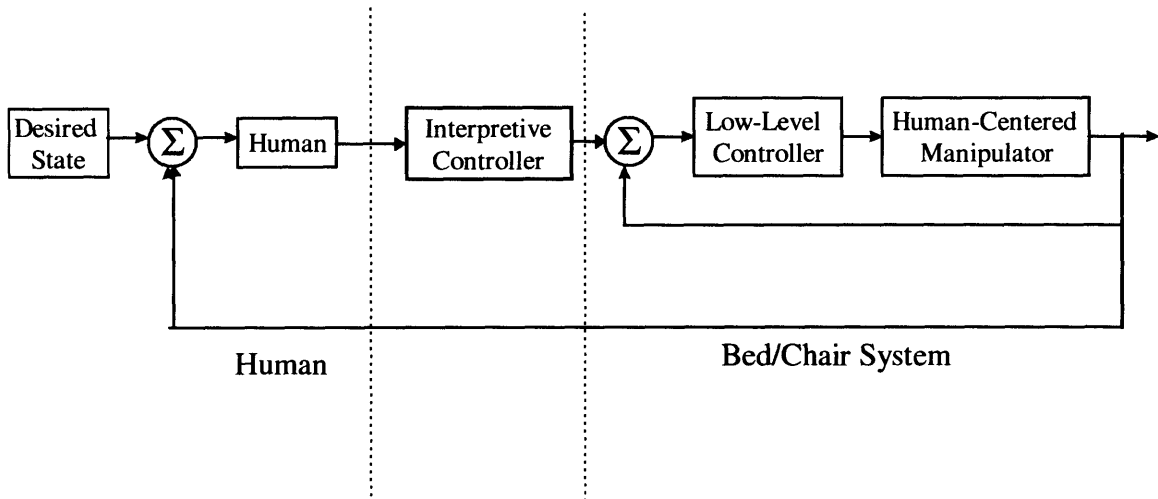 Desired
State
Σ
Human
Interpretive
Controller
Σ
Low-Level
Controller
Human-Centered
Manipulator
Human
Bed/Chair System